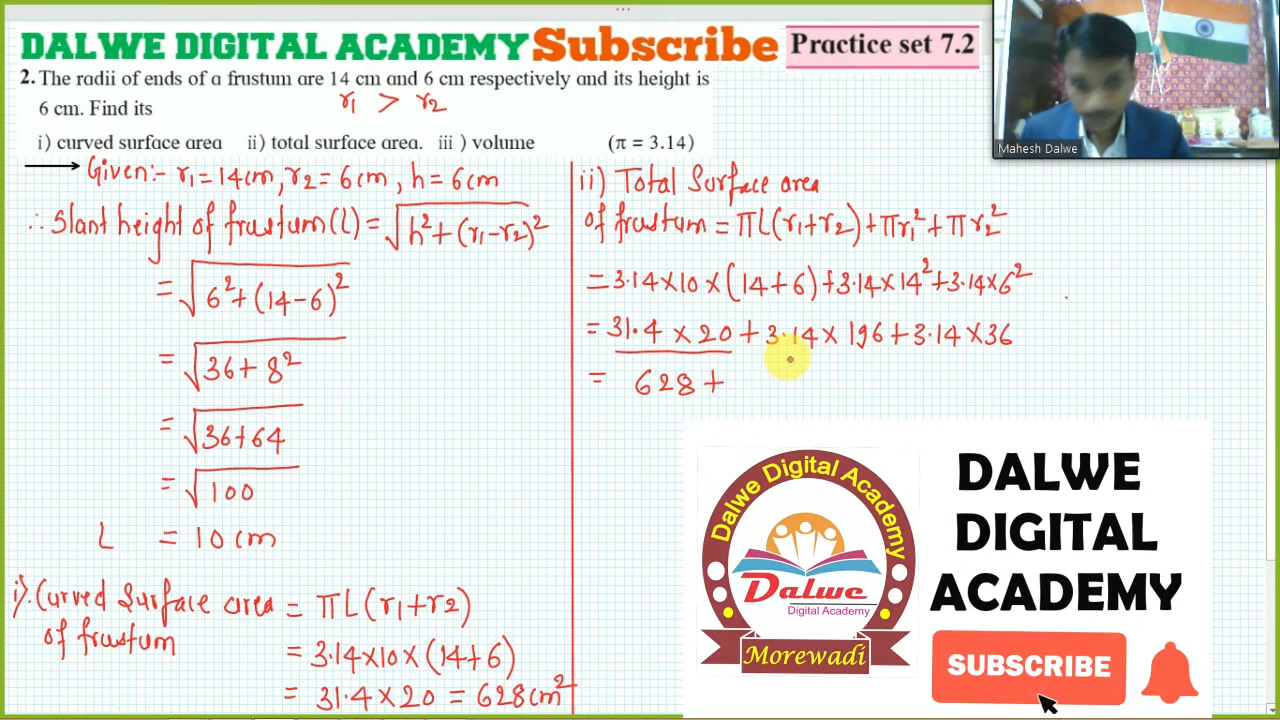 DALWE DIGITAL ACADEMY Subscribe Practice set 7.2
2. The radii of ends of a frustum are 14 cm and 6 cm respectively and its height is
6 cm. Find its
r₁ > r₂
i) curved surface area ii) total surface area. iii ) volume (π = 3.14)
Mahesh Dalwe
Given:- r₁=14cm, r₂=6cm, h=6cm
∴ Slant height of frustum(l) = √h²+(r₁-r₂)²
= √6²+(14-6)²
= √36+8²
= √36+64
= √100
L = 10cm
i). Curved Surface area = πL(r₁+r₂)
of frustum
= 3.14×10×(14+6)
= 31.4×20 = 628cm²
ii) Total Surface area
of frustum = πL(r₁+r₂)+πr₁²+πr₂²
= 3.14×10×(14+6)+3.14×14²+3.14×6²
= 31.4×20+3.14×196+3.14×36
= 628+
Dalwe Digital Academy
Dalwe
Digital Academy
Morewadi
DALWE
DIGITAL
ACADEMY
SUBSCRIBE